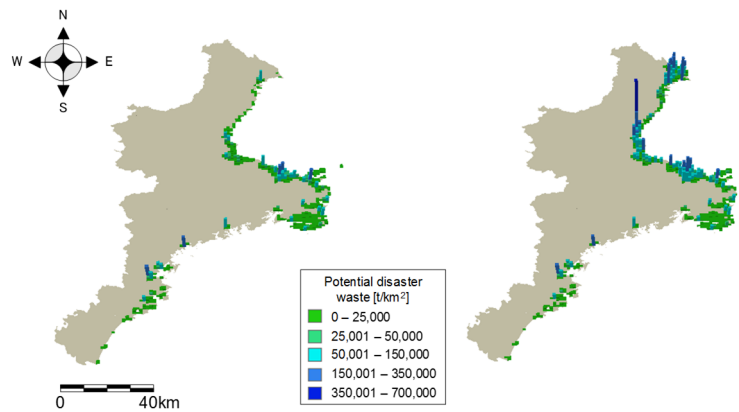 N
W E
S
Potential disaster
waste [t/km²]
0 – 25,000
25,001 – 50,000
50,001 – 150,000
150,001 – 350,000
350,001 – 700,000
0 40km